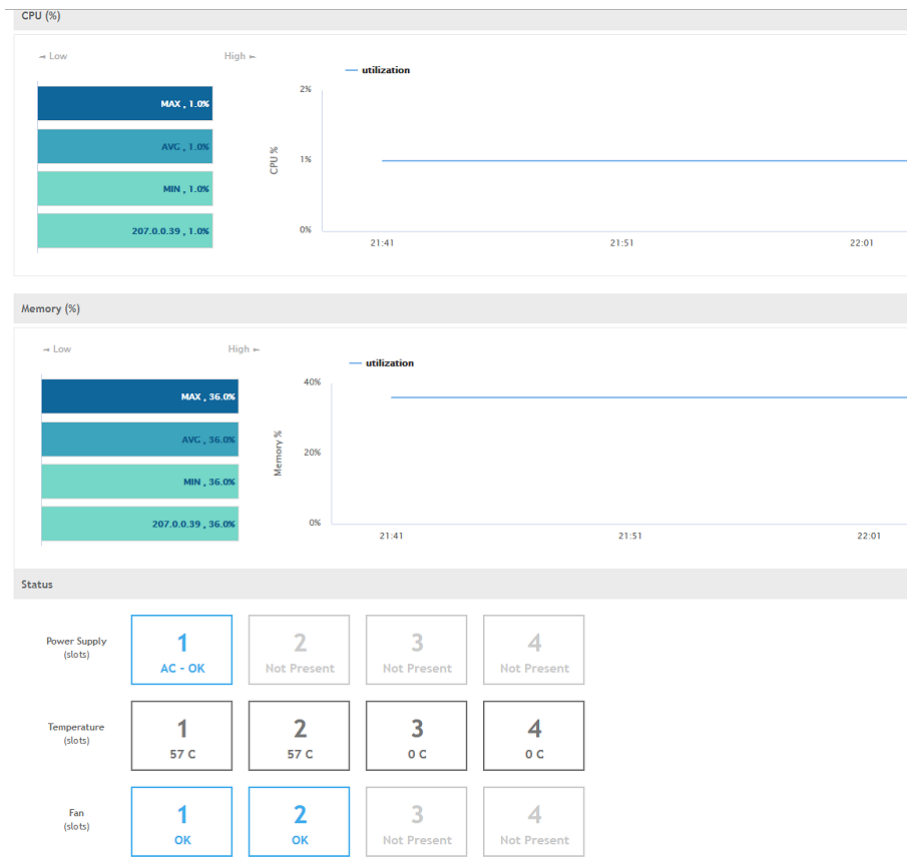 CPU (%)
Low High
utilization
2%
MAX , 1.0%
AVG , 1.0%
CPU %
1%
MIN , 1.0%
207.0.0.39 , 1.0%
0%
21:41 21:51 22:01
Memory (%)
Low High
utilization
40%
MAX , 36.0%
AVG , 36.0%
Memory %
20%
MIN , 36.0%
207.0.0.39 , 36.0%
0%
21:41 21:51 22:01
Status
Power Supply
(slots)
1 2 3 4
AC - OK Not Present Not Present Not Present
Temperature
(slots)
1 2 3 4
57 C 57 C 0 C 0 C
Fan
(slots)
1 2 3 4
OK OK Not Present Not Present